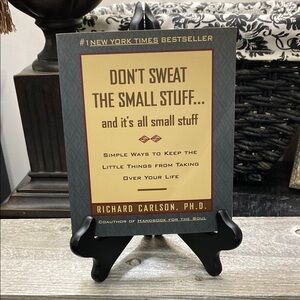 #1 NEW YORK TIMES BESTSELLER
DON'T SWEAT
THE SMALL STUFF...
and it's all small stuff
SIMPLE WAYS TO KEEP THE
LITTLE THINGS FROM TAKING
OVER YOUR LIFE
RICHARD CARLSON, PH.D.
COAUTHOR OF HANDBOOK FOR THE SOUL